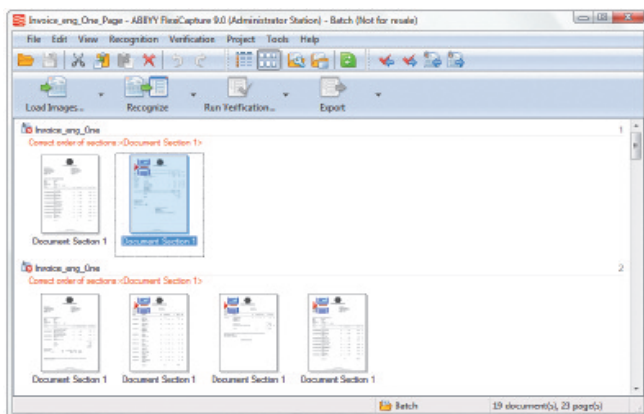 Invoice_eng_One_Page - ABBYY FlexiCapture 9.0 (Administrator Station) - Batch (Not for resale)
File Edit View Recognition Verification Project Tools Help
Load Images... Recognize Run Verification... Export
Invoice_eng_One 1
Correct order of sections:<Document Section 1>
Document Section 1 Document Section 1
Invoice_eng_One 2
Correct order of sections:<Document Section 1>
Document Section 1 Document Section 1 Document Section 1 Document Section 1
Batch 19 document(s), 23 page(s)